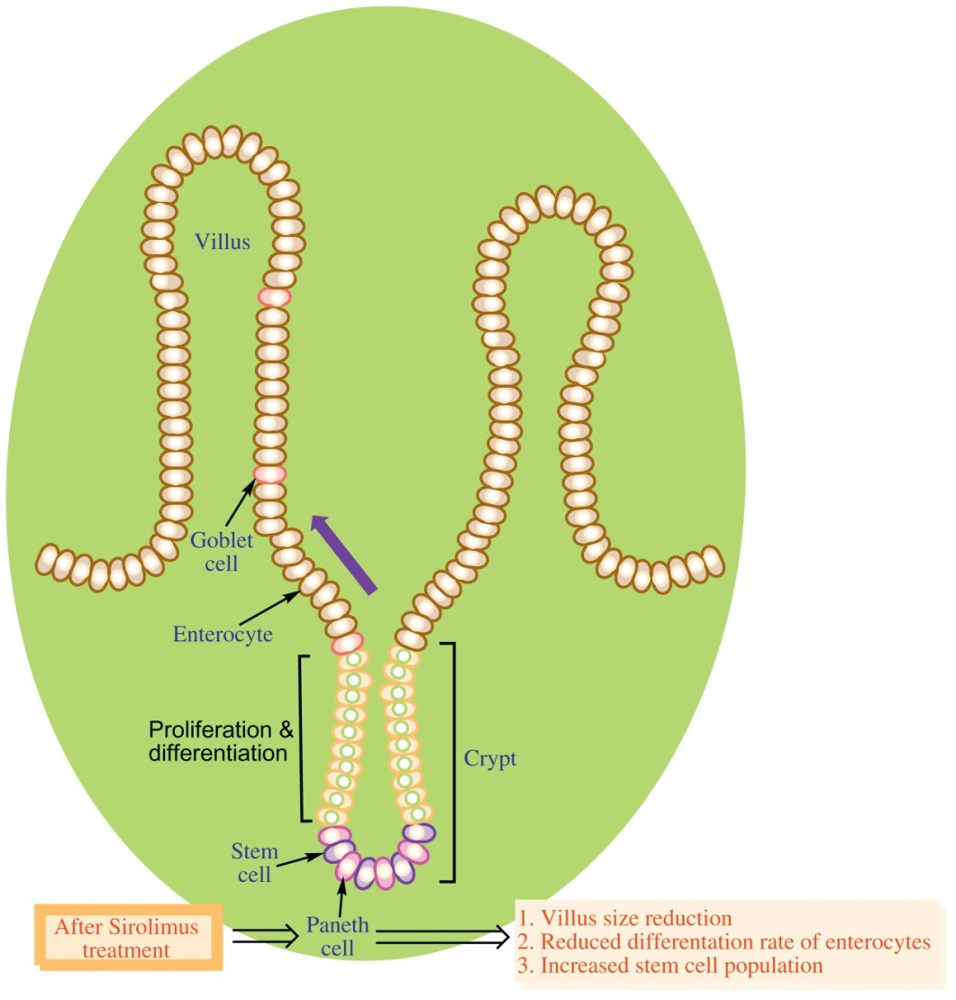 Villus
Goblet
cell
Enterocyte
Proliferation &
differentiation
Crypt
Stem
cell
After Sirolimus
treatment
Paneth
cell
1. Villus size reduction
2. Reduced differentation rate of enterocytes
3. Increased stem cell population